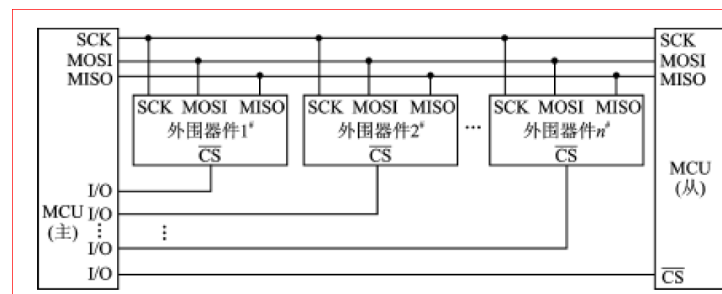 SCK SCK
MOSI MOSI
MISO MISO
SCK MOSI MISO SCK MOSI MISO SCK MOSI MISO
外围器件1# 外围器件2# … 外围器件n#
CS CS CS
MCU
(从)
I/O
MCU I/O
(主) ⋮ ⋮
I/O
I/O CS